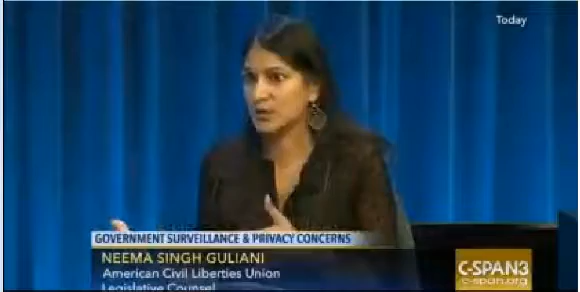 Today
GOVERNMENT SURVEILLANCE & PRIVACY CONCERNS
NEEMA SINGH GULIANI
American Civil Liberties Union
Legislative Counsel
C-SPAN3
c-span.org